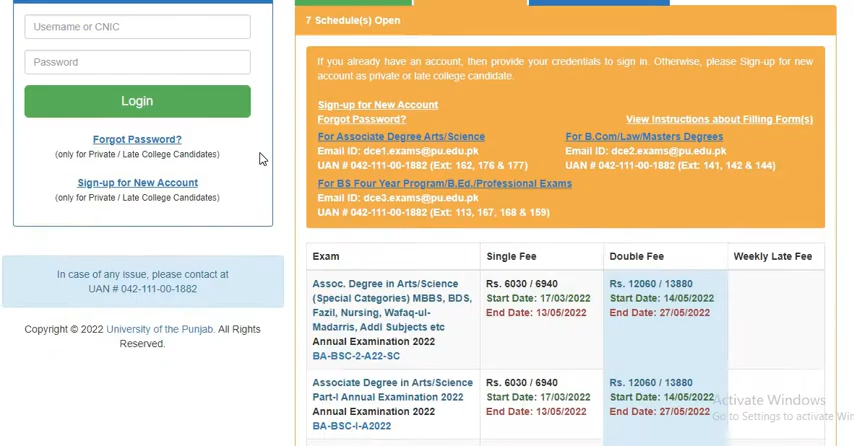 Username or CNIC
Password
Login
Forgot Password?
(only for Private / Late College Candidates)
Sign-up for New Account
(only for Private / Late College Candidates)
In case of any issue, please contact at
UAN # 042-111-00-1882
Copyright © 2022 University of the Punjab. All Rights
Reserved.
7 Schedule(s) Open
If you already have an account, then provide your credentials to sign in. Otherwise, please Sign-up for new
account as private or late college candidate.
Sign-up for New Account
Forgot Password? View Instructions about Filling Form(s)
For Associate Degree Arts/Science For B.Com/Law/Masters Degrees
Email ID: dce1.exams@pu.edu.pk Email ID: dce2.exams@pu.edu.pk
UAN # 042-111-00-1882 (Ext: 162, 176 & 177) UAN # 042-111-00-1882 (Ext: 141, 142 & 144)
For BS Four Year Program/B.Ed./Professional Exams
Email ID: dce3.exams@pu.edu.pk
UAN # 042-111-00-1882 (Ext: 113, 167, 168 & 159)
Exam Single Fee Double Fee Weekly Late Fee
Assoc. Degree in Arts/Science Rs. 6030 / 6940 Rs. 12060 / 13880
(Special Categories) MBBS, BDS, Start Date: 17/03/2022 Start Date: 14/05/2022
Fazil, Nursing, Wafaq-ul- End Date: 13/05/2022 End Date: 27/05/2022
Madarris, Addl Subjects etc
Annual Examination 2022
BA-BSC-2-A22-SC
Associate Degree in Arts/Science Rs. 6030 / 6940 Rs. 12060 / 13880
Part-I Annual Examination 2022 Start Date: 17/03/2022 Start Date: 14/05/2022
Annual Examination 2022 End Date: 13/05/2022 End Date: 27/05/2022
BA-BSC-I-A2022
Activate Windows
Go to Settings to activate Win